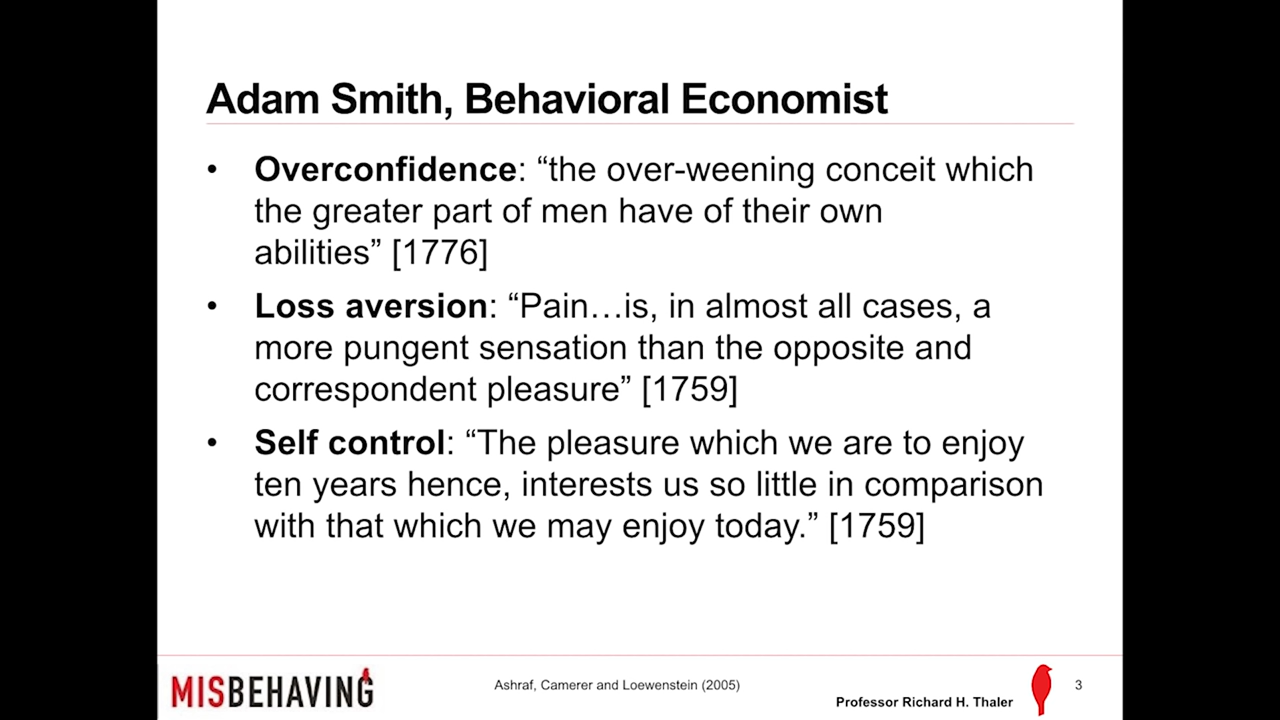 Adam Smith, Behavioral Economist
• Overconfidence: “the over-weening conceit which
the greater part of men have of their own
abilities” [1776]
• Loss aversion: “Pain…is, in almost all cases, a
more pungent sensation than the opposite and
correspondent pleasure” [1759]
• Self control: “The pleasure which we are to enjoy
ten years hence, interests us so little in comparison
with that which we may enjoy today.” [1759]
MISBEHAVING
Ashraf, Camerer and Loewenstein (2005)
Professor Richard H. Thaler
3